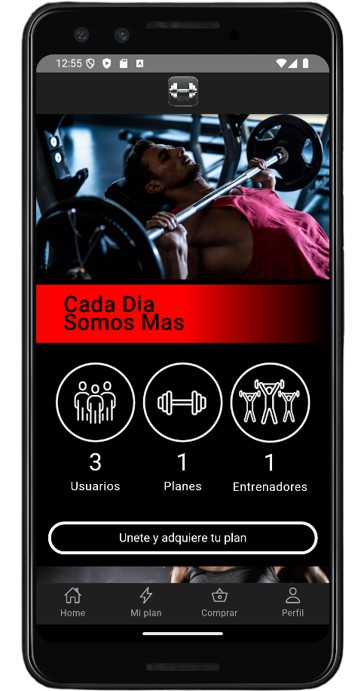 12:55
Cada Dia
Somos Mas
3
1
1
Usuarios
Planes
Entrenadores
Unete y adquiere tu plan
Home
Mi plan
Comprar
Perfil